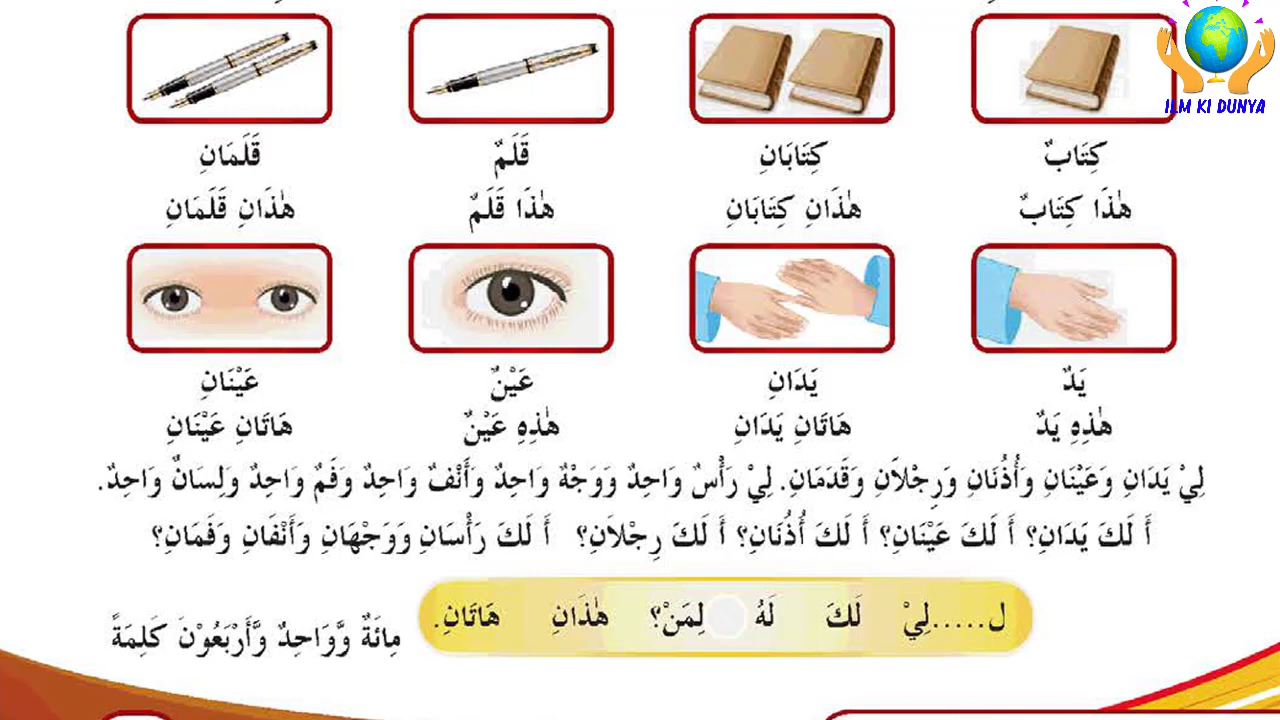 ILM KI DUNYA
كِتَابٌ كِتَابَانِ قَلَمٌ قَلَمَانِ
هٰذَا كِتَابٌ هٰذَانِ كِتَابَانِ هٰذَا قَلَمٌ هٰذَانِ قَلَمَانِ
يَدٌ يَدَانِ عَيْنٌ عَيْنَانِ
هٰذِهِ يَدٌ هَاتَانِ يَدَانِ هٰذِهِ عَيْنٌ هَاتَانِ عَيْنَانِ
لِيْ يَدَانِ وَعَيْنَانِ وَأُذُنَانِ وَرِجْلاَنِ وَقَدَمَانِ. لِيْ رَأْسٌ وَاحِدٌ وَوَجْهٌ وَاحِدٌ وَأَنْفٌ وَاحِدٌ وَفَمٌ وَاحِدٌ وَلِسَانٌ وَاحِدٌ.
أَ لَكَ يَدَانِ؟ أَ لَكَ عَيْنَانِ؟ أَ لَكَ أُذُنَانِ؟ أَ لَكَ رِجْلاَنِ؟ أَ لَكَ رَأْسَانِ وَوَجْهَانِ وَأَنْفَانِ وَفَمَانِ؟
ل.....لِيْ لَكَ لَهُ لِمَنْ؟ هٰذَانِ هَاتَانِ.
مِائَةٌ وَّوَاحِدٌ وَّأَرْبَعُوْنَ كَلِمَةً